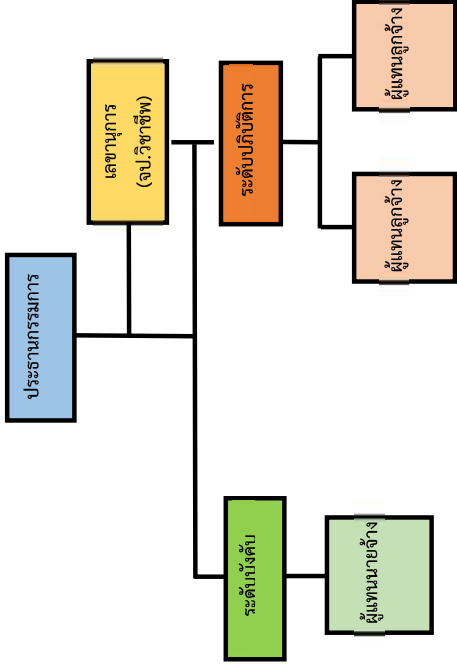 ประธานกรรมการ
เลขานุการ
(จป.วิชาชีพ)
ระดับบังคับ
ระดับปฏิบัติการ
ผู้แทนนายจ้าง
ผู้แทนลูกจ้าง
ผู้แทนลูกจ้าง